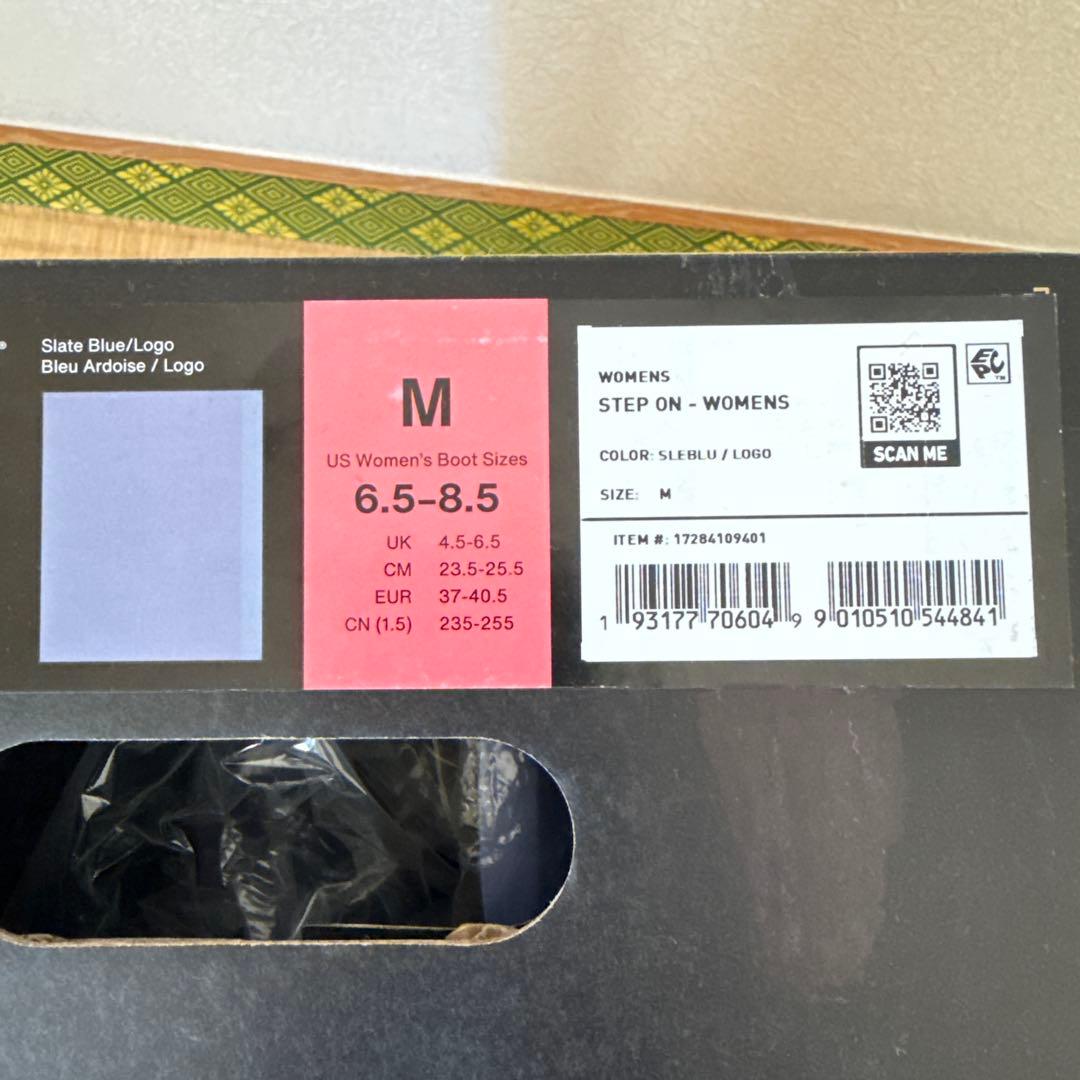 ®
Slate Blue/Logo
Bleu Ardoise / Logo
M
US Women's Boot Sizes
6.5–8.5
UK 4.5-6.5
CM 23.5-25.5
EUR 37-40.5
CN (1.5) 235-255
WOMENS
STEP ON - WOMENS
COLOR: SLEBLU / LOGO
SIZE: M
SCAN ME
EPC™
ITEM #: 17284109401
1 93177 70604 9
9 010510 544841